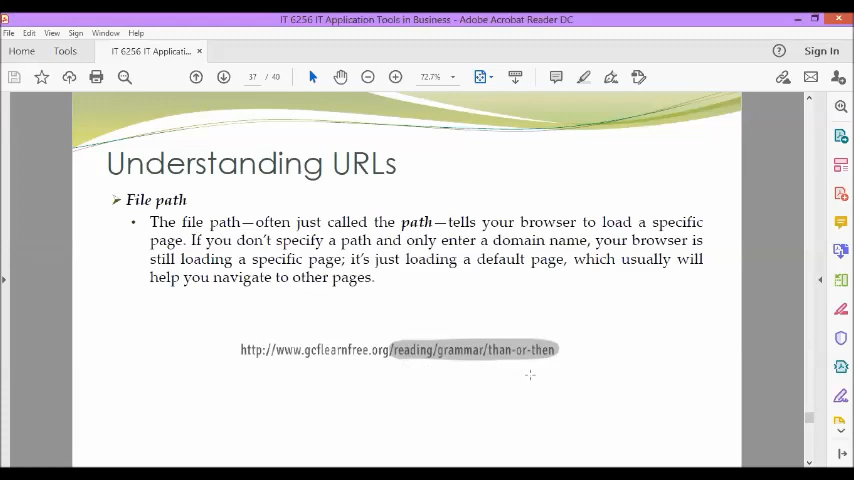 IT 6256 IT Application Tools in Business - Adobe Acrobat Reader DC
File Edit View Sign Window Help
Home Tools IT 6256 IT Applicati... × Sign In
37 / 40 72.7%
Understanding URLs
File path
• The file path—often just called the path—tells your browser to load a specific
page. If you don't specify a path and only enter a domain name, your browser is
still loading a specific page; it's just loading a default page, which usually will
help you navigate to other pages.
http://www.gcflearnfree.org/reading/grammar/than-or-then